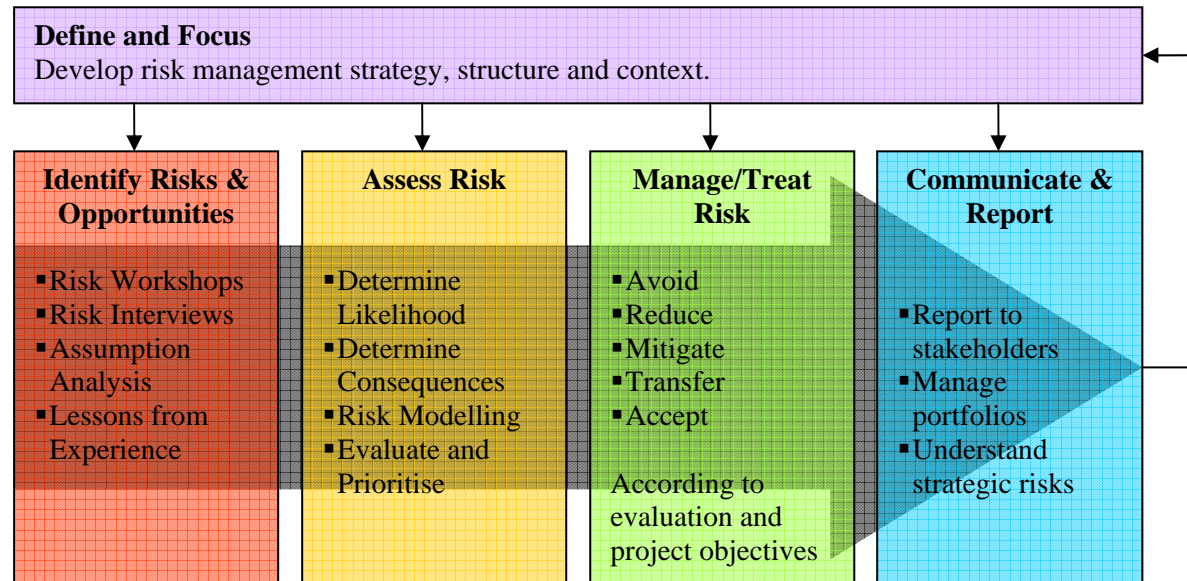 Define and Focus
Develop risk management strategy, structure and context.
Identify Risks &
Opportunities
▪Risk Workshops
▪Risk Interviews
▪Assumption
Analysis
▪Lessons from
Experience
Assess Risk
▪Determine
Likelihood
▪Determine
Consequences
▪Risk Modelling
▪Evaluate and
Prioritise
Manage/Treat
Risk
▪Avoid
▪Reduce
▪Mitigate
▪Transfer
▪Accept
According to
evaluation and
project objectives
Communicate &
Report
▪Report to
stakeholders
▪Manage
portfolios
▪Understand
strategic risks